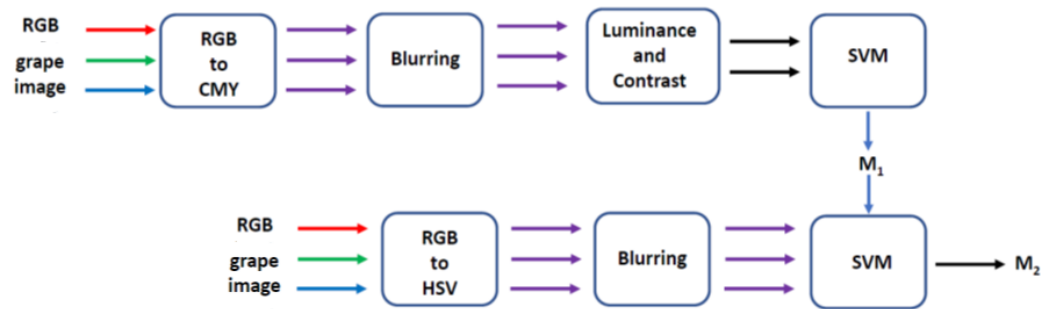 RGB
grape
image
RGB
to
CMY
Blurring
Luminance
and
Contrast
SVM
M₁
RGB
grape
image
RGB
to
HSV
Blurring
SVM
M₂